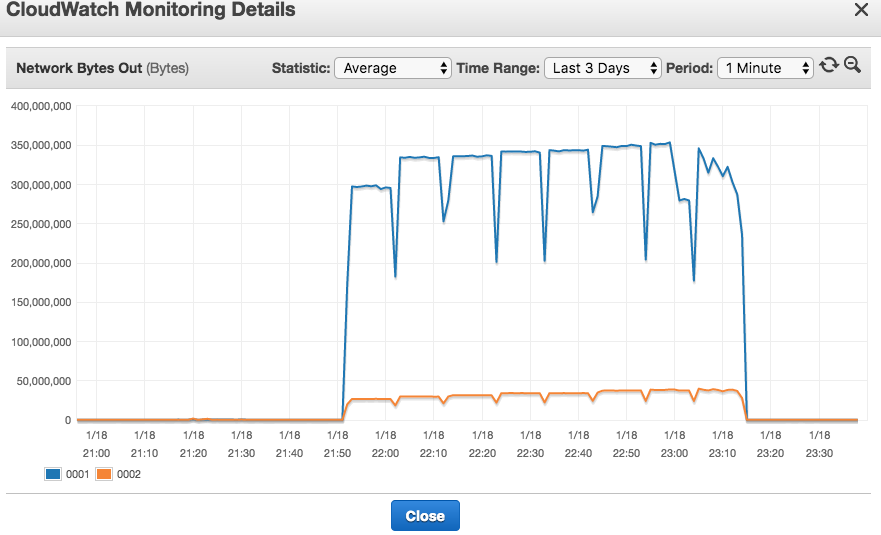 CloudWatch Monitoring Details
Network Bytes Out (Bytes) Statistic: Average Time Range: Last 3 Days Period: 1 Minute
400,000,000
350,000,000
300,000,000
250,000,000
200,000,000
150,000,000
100,000,000
50,000,000
0
1/18 1/18 1/18 1/18 1/18 1/18 1/18 1/18 1/18 1/18 1/18 1/18 1/18 1/18 1/18 1/18
21:00 21:10 21:20 21:30 21:40 21:50 22:00 22:10 22:20 22:30 22:40 22:50 23:00 23:10 23:20 23:30
0001 0002
Close